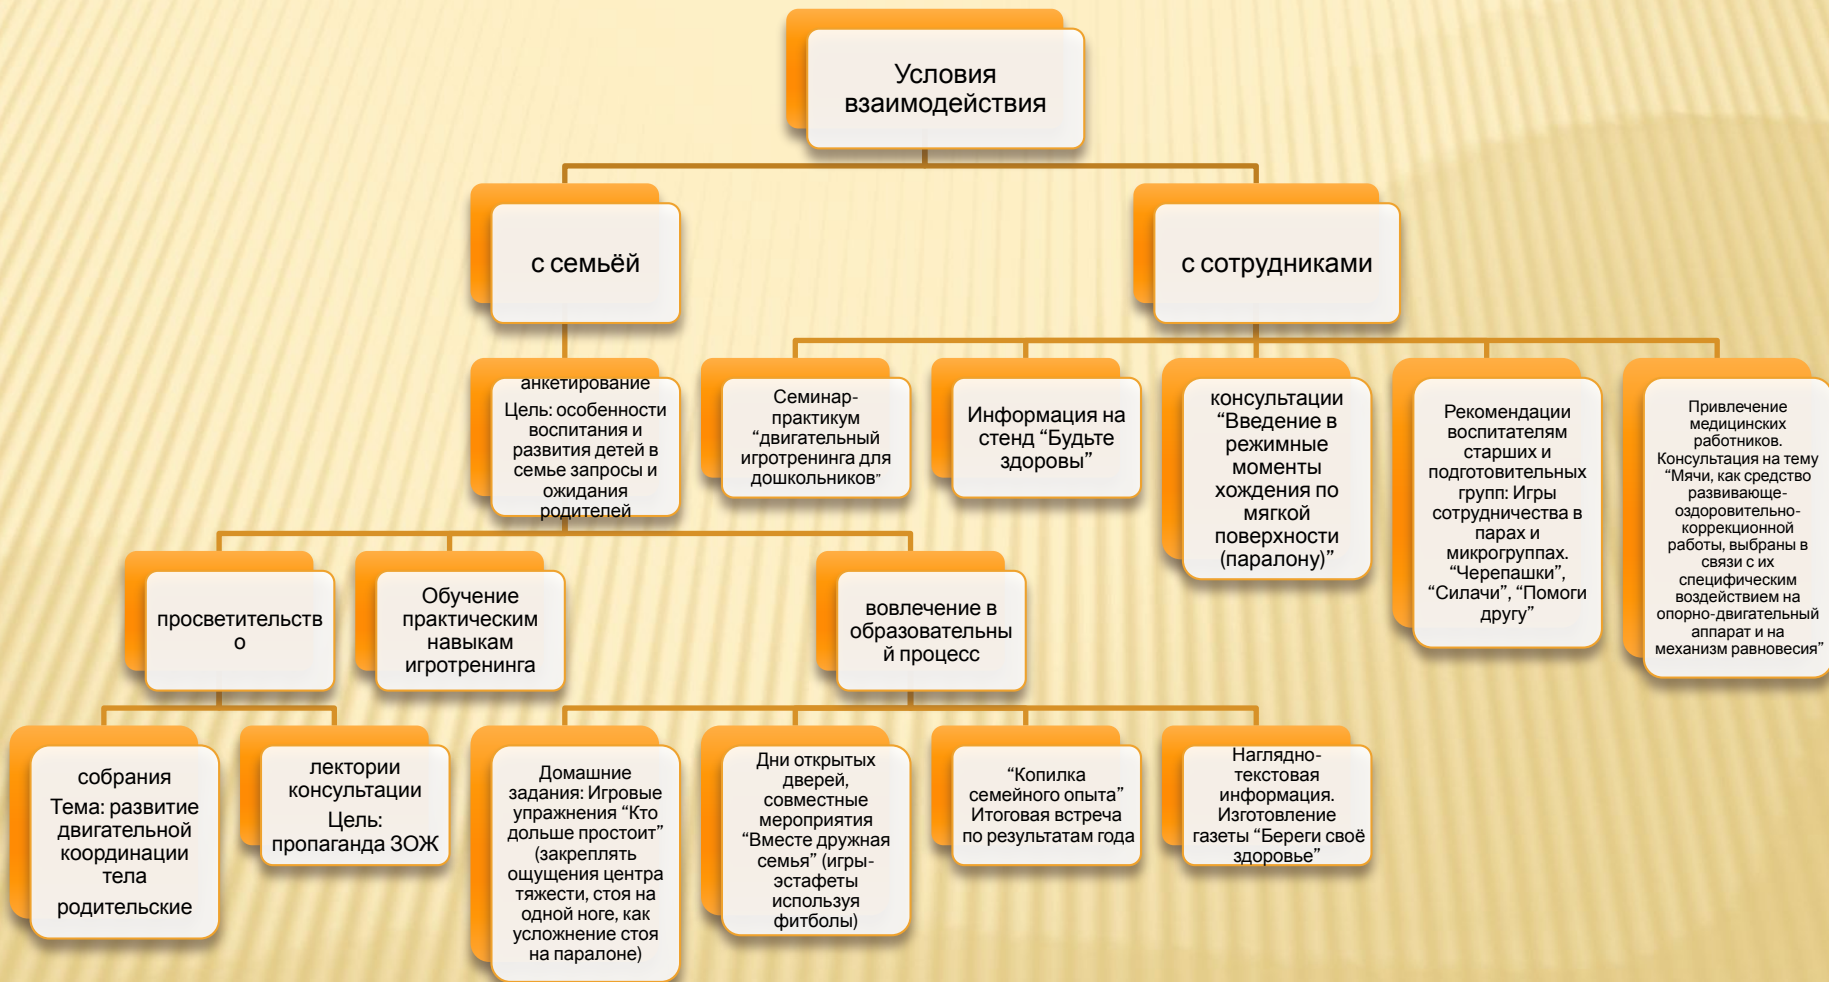 Условия
взаимодействия
с семьёй
с сотрудниками
анкетирование
Цель: особенности
воспитания и
развития детей в
семье запросы и
ожидания
родителей
Семинар-
практикум
“двигательный
игротренинга для
дошкольников”
Информация на
стенд “Будьте
здоровы”
консультации
“Введение в
режимные
моменты
хождения по
мягкой
поверхности
(паралону)”
Рекомендации
воспитателям
старших и
подготовительных
групп: Игры
сотрудничества в
парах и
микрогруппах.
“Черепашки”,
“Силачи”, “Помоги
другу”
Привлечение
медицинских
работников.
Консультация на тему
“Мячи, как средство
развивающе-
оздоровительно-
коррекционной
работы, выбраны в
связи с их
специфическим
воздействием на
опорно-двигательный
аппарат и на
механизм равновесия”
просветительств
о
Обучение
практическим
навыкам
игротренинга
вовлечение в
образовательны
й процесс
собрания
Тема: развитие
двигательной
координации
тела
родительские
лектории
консультации
Цель:
пропаганда ЗОЖ
Домашние
задания: Игровые
упражнения “Кто
дольше простоит”
(закреплять
ощущения центра
тяжести, стоя на
одной ноге, как
усложнение стоя
на паралоне)
Дни открытых
дверей,
совместные
мероприятия
“Вместе дружная
семья” (игры-
эстафеты
используя
фитболы)
“Копилка
семейного опыта”
Итоговая встреча
по результатам года
Наглядно-
текстовая
информация.
Изготовление
газеты “Береги своё
здоровье”